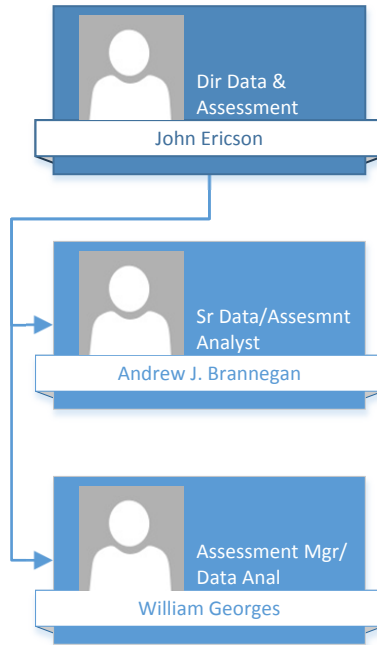 Dir Data &
Assessment
John Ericson
Sr Data/Assesmnt
Analyst
Andrew J. Brannegan
Assessment Mgr/
Data Anal
William Georges